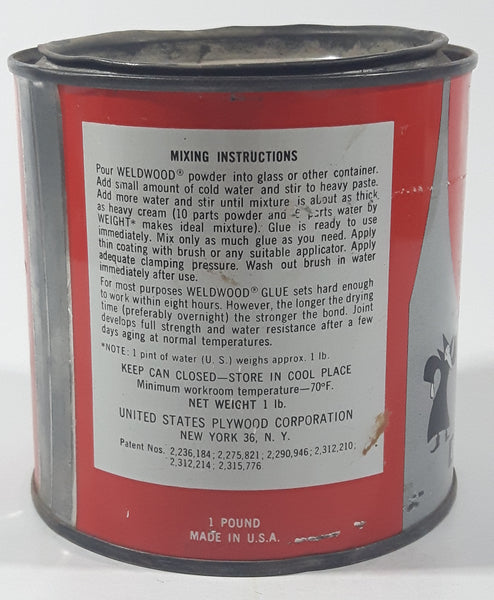 MIXING INSTRUCTIONS
Pour WELDWOOD® powder into glass or other container.
Add small amount of cold water and stir to heavy paste.
Add more water and stir until mixture is about as thick
as heavy cream (10 parts powder and parts water by
WEIGHT* makes ideal mixture). Glue is ready to use
immediately. Mix only as much glue as you need. Apply
thin coating with brush or any suitable applicator. Apply
adequate clamping pressure. Wash out brush in water
immediately after use.
For most purposes WELDWOOD® GLUE sets hard enough
to work within eight hours. However, the longer the drying
time (preferably overnight) the stronger the bond. Joint
develops full strength and water resistance after a few
days aging at normal temperatures.
*NOTE: 1 pint of water (U. S.) weighs approx. 1 lb.
KEEP CAN CLOSED—STORE IN COOL PLACE
Minimum workroom temperature—70ºF.
NET WEIGHT 1 lb.
UNITED STATES PLYWOOD CORPORATION
NEW YORK 36, N. Y.
Patent Nos. 2,236,184; 2,275,821; 2,290,946; 2,312,210;
2,312,214; 2,315,776
1 POUND
MADE IN U.S.A.